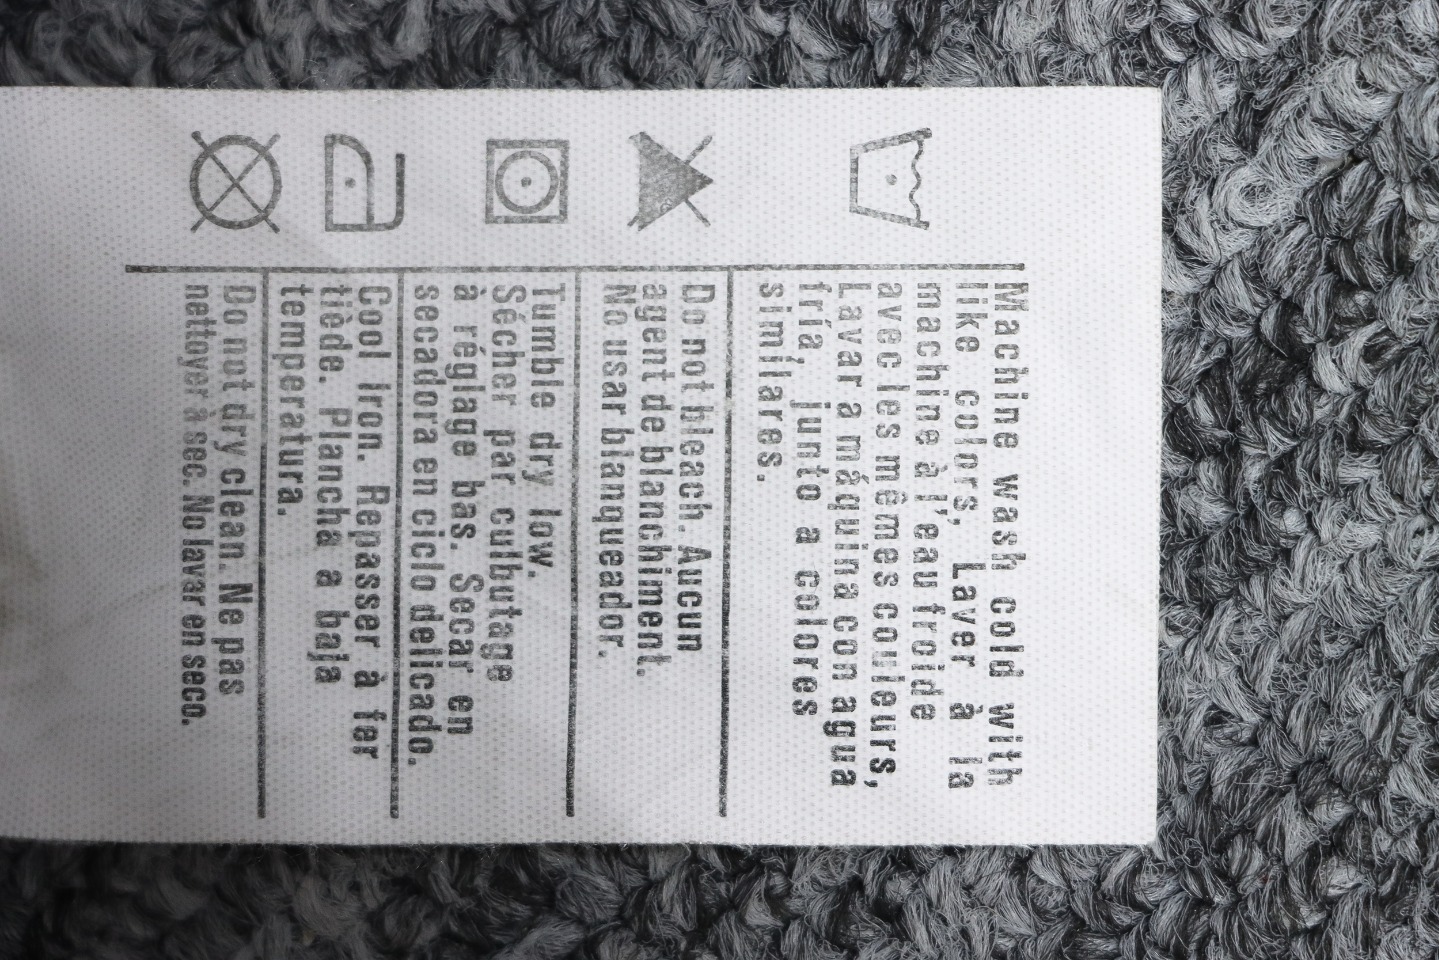 Machine wash cold with
like colors, Laver à la
machine à l'eau froide
avec les mêmes couleurs,
Lavar a máquina con agua
fría, junto a colores
similares.
Do not bleach. Aucun
agent de blanchiment.
No usar blanqueador.
Tumble dry low.
Sécher par culbutage
à réglage bas. Secar en
secadora en ciclo delicado.
Cool Iron. Repasser à fer
tiède. Plancha a baja
temperatura.
Do not dry clean. Ne pas
nettoyer à sec. No lavar en seco.